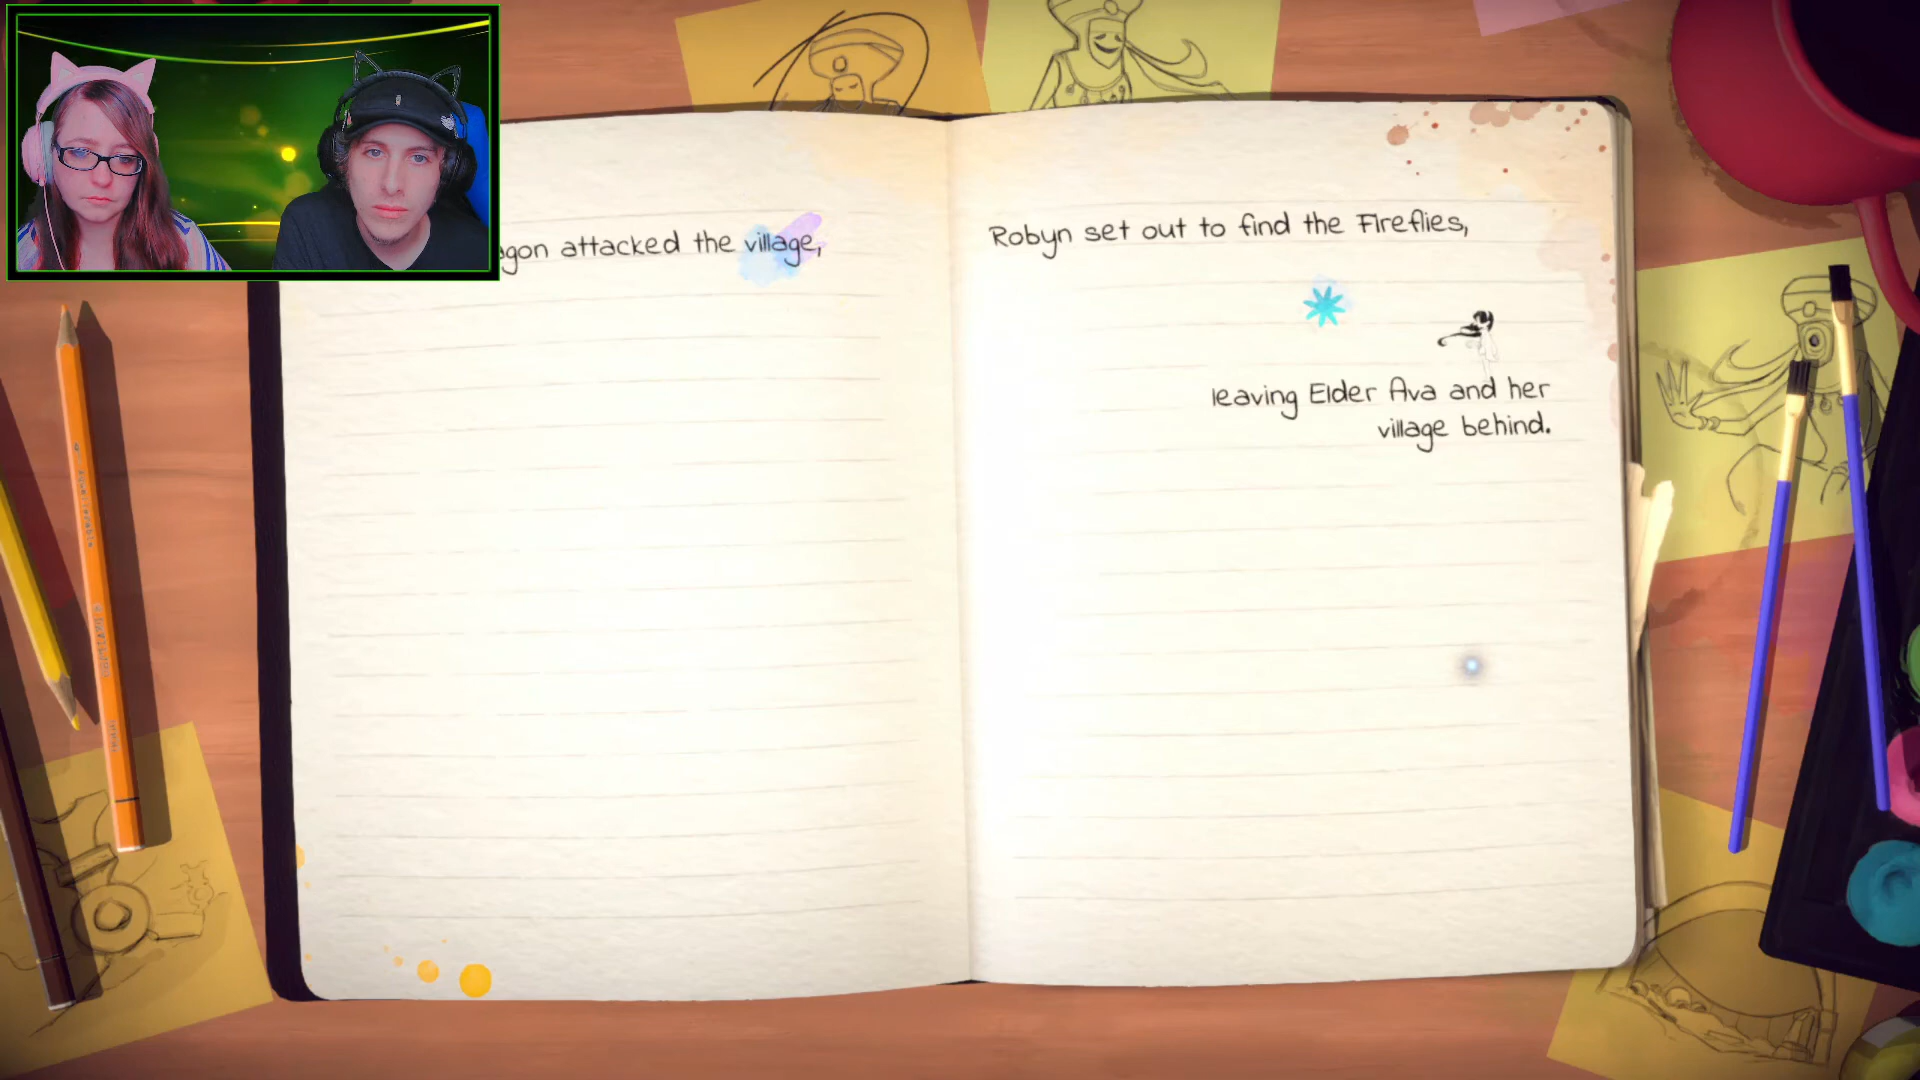 attacked the village,
Robyn set out to find the Fireflies,
leaving Elder Ava and her
village behind.